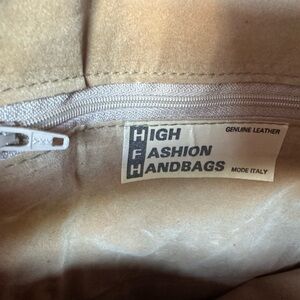 HIGH GENUINE LEATHER
FASHION
HANDBAGS MODE ITALY